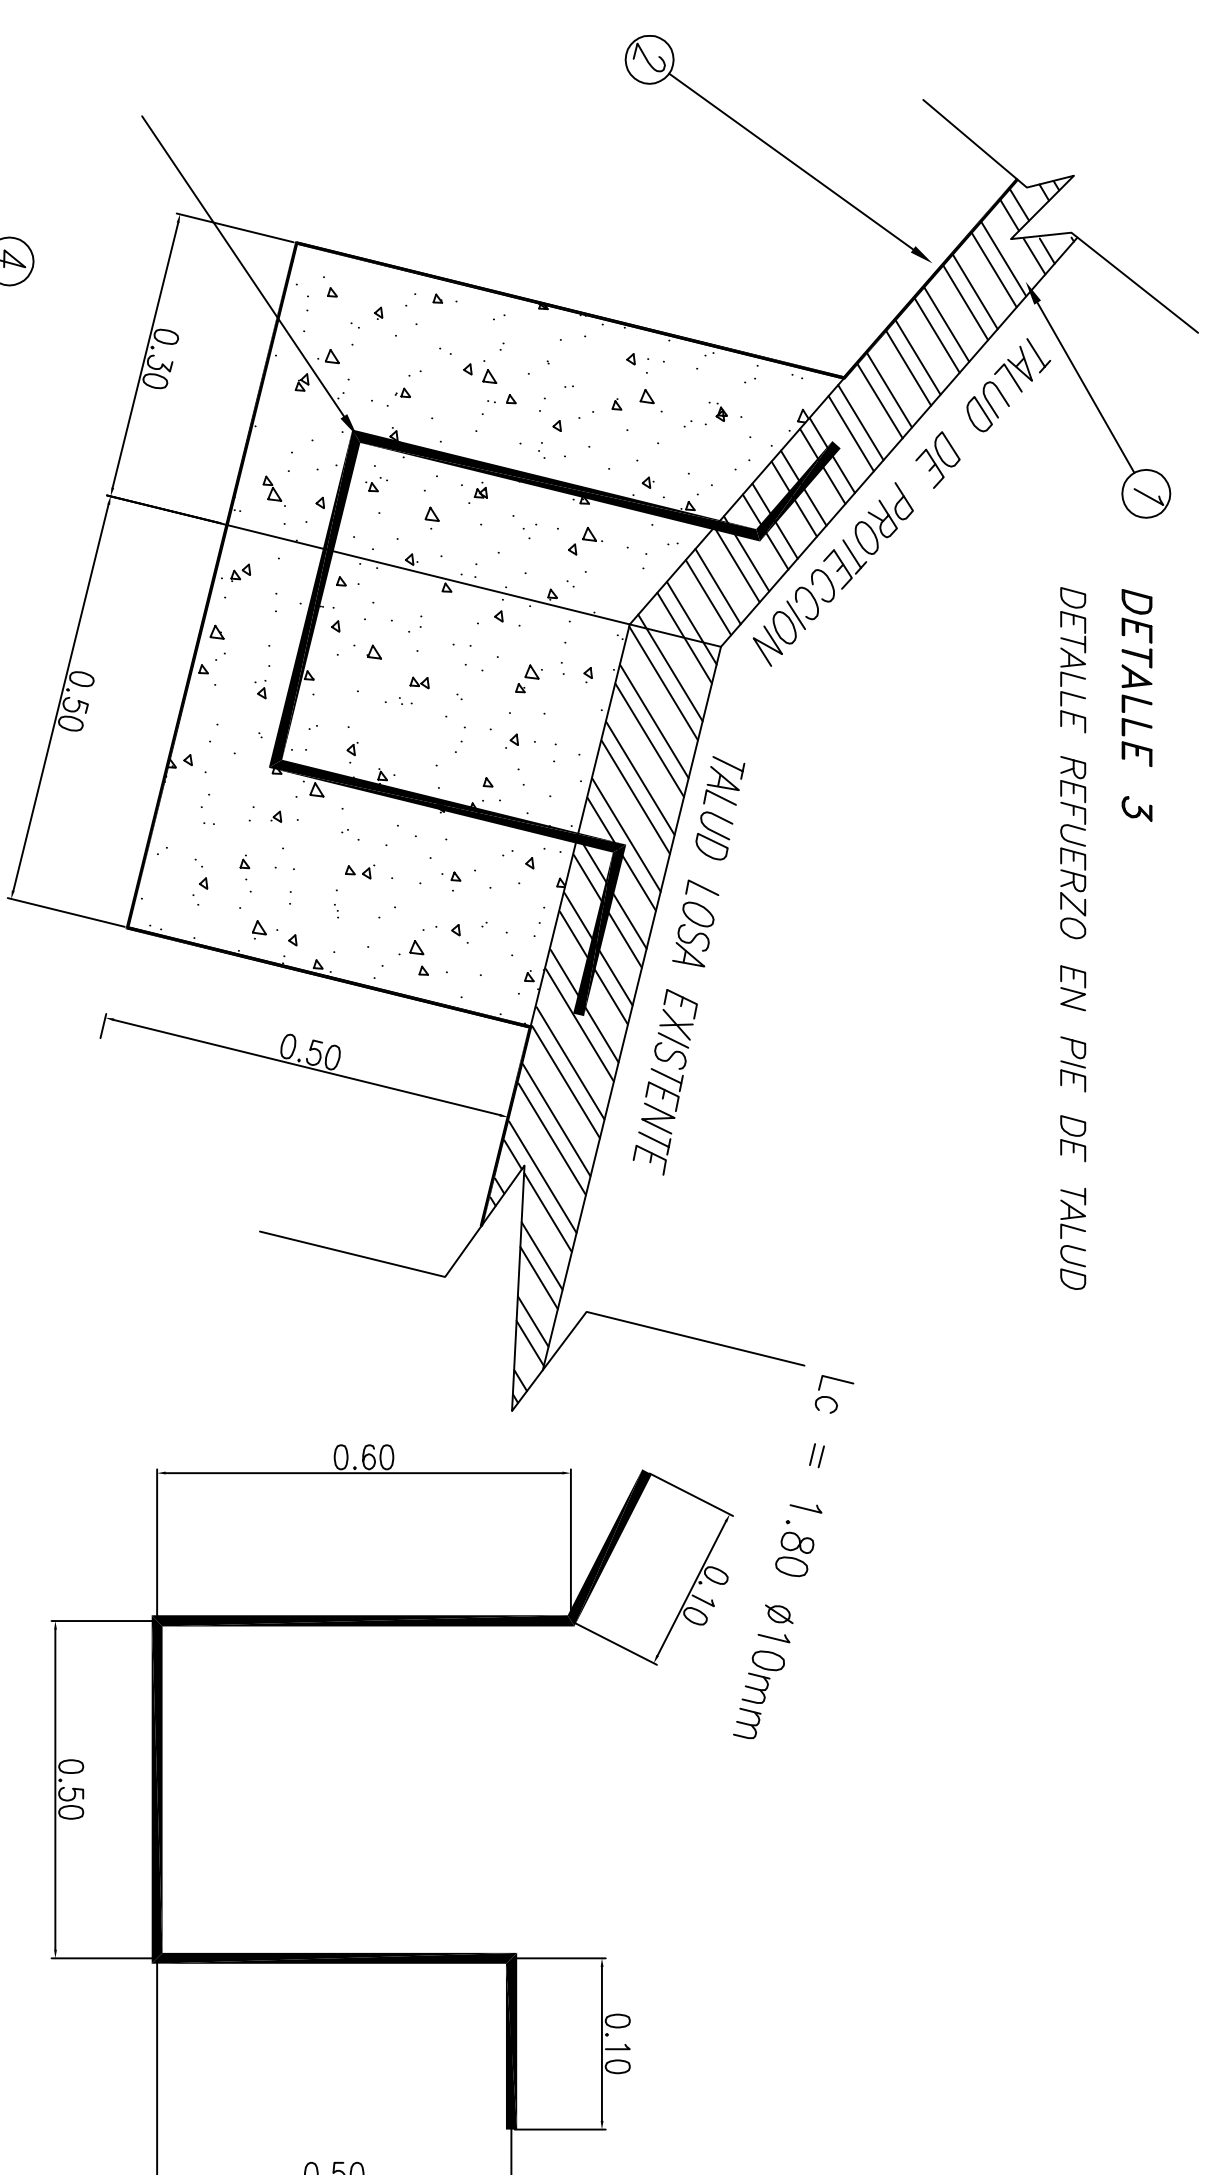 DETALLE 3
DETALLE REFUERZO EN PIE DE TALUD
1
2
TALUD DE PROTECCION
TALUD LOSA EXISTENTE
0.30
0.50
0.50
4
Lc = 1.80 ø10mm
0.10
0.60
0.50
0.10
0.50